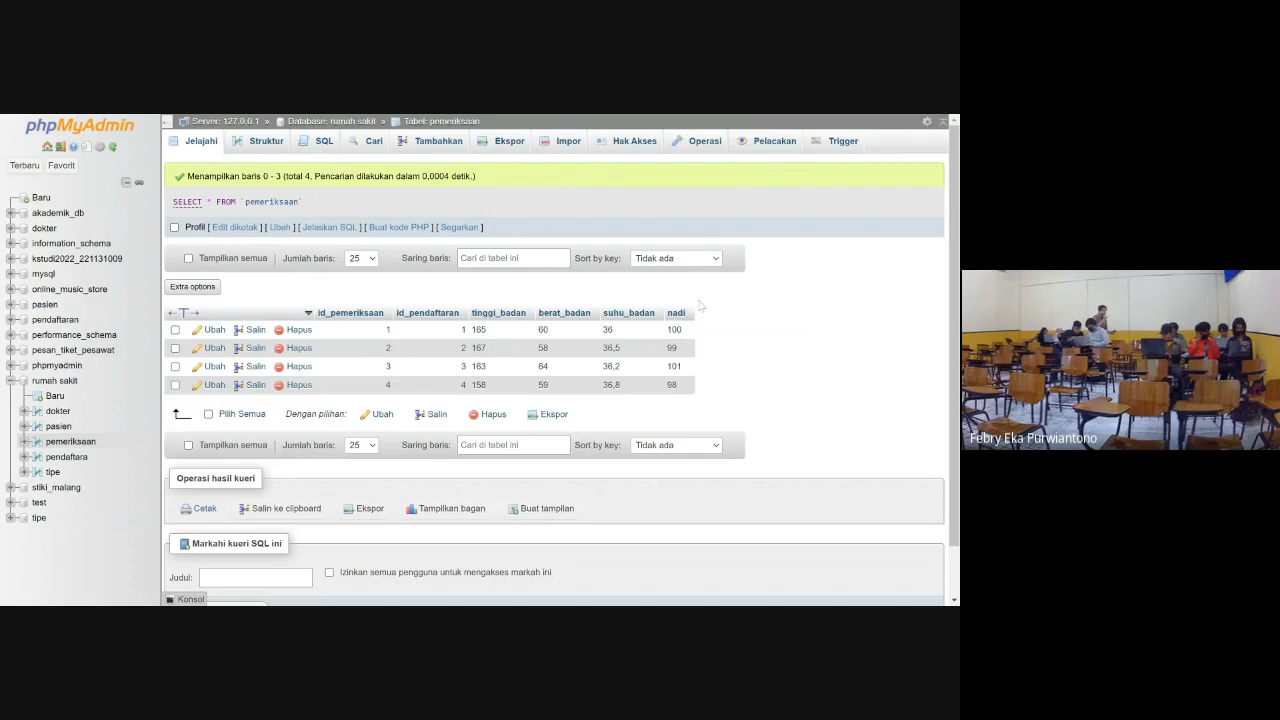 phpMyAdmin
Terbaru Favorit
Baru
akademik_db
dokter
information_schema
kstudi2022_221131009
mysql
online_music_store
pasien
pendaftaran
performance_schema
pesan_tiket_pesawat
phpmyadmin
rumah sakit
Baru
dokter
pasien
pemeriksaan
pendaftara
tipe
stiki_malang
test
tipe
Server: 127.0.0.1 » Database: rumah sakit » Tabel: pemeriksaan
Jelajahi Struktur SQL Cari Tambahkan Ekspor Impor Hak Akses Operasi Pelacakan Trigger
Menampilkan baris 0 - 3 (total 4, Pencarian dilakukan dalam 0,0004 detik.)
SELECT * FROM `pemeriksaan`
Profil [ Edit dikotak ] [ Ubah ] [ Jelaskan SQL ] [ Buat kode PHP ] [ Segarkan ]
Tampilkan semua Jumlah baris: 25 Saring baris: Cari di tabel ini Sort by key: Tidak ada
Extra options
id_pemeriksaan id_pendaftaran tinggi_badan berat_badan suhu_badan nadi
Ubah Salin Hapus 1 1 165 60 36 100
Ubah Salin Hapus 2 2 167 58 36,5 99
Ubah Salin Hapus 3 3 163 64 36,2 101
Ubah Salin Hapus 4 4 158 59 36,8 98
Pilih Semua Dengan pilihan: Ubah Salin Hapus Ekspor
Tampilkan semua Jumlah baris: 25 Saring baris: Cari di tabel ini Sort by key: Tidak ada
Operasi hasil kueri
Cetak Salin ke clipboard Ekspor Tampilkan bagan Buat tampilan
Markahi kueri SQL ini
Judul: Izinkan semua pengguna untuk mengakses markah ini
Konsol
Febry Eka Purwiantono